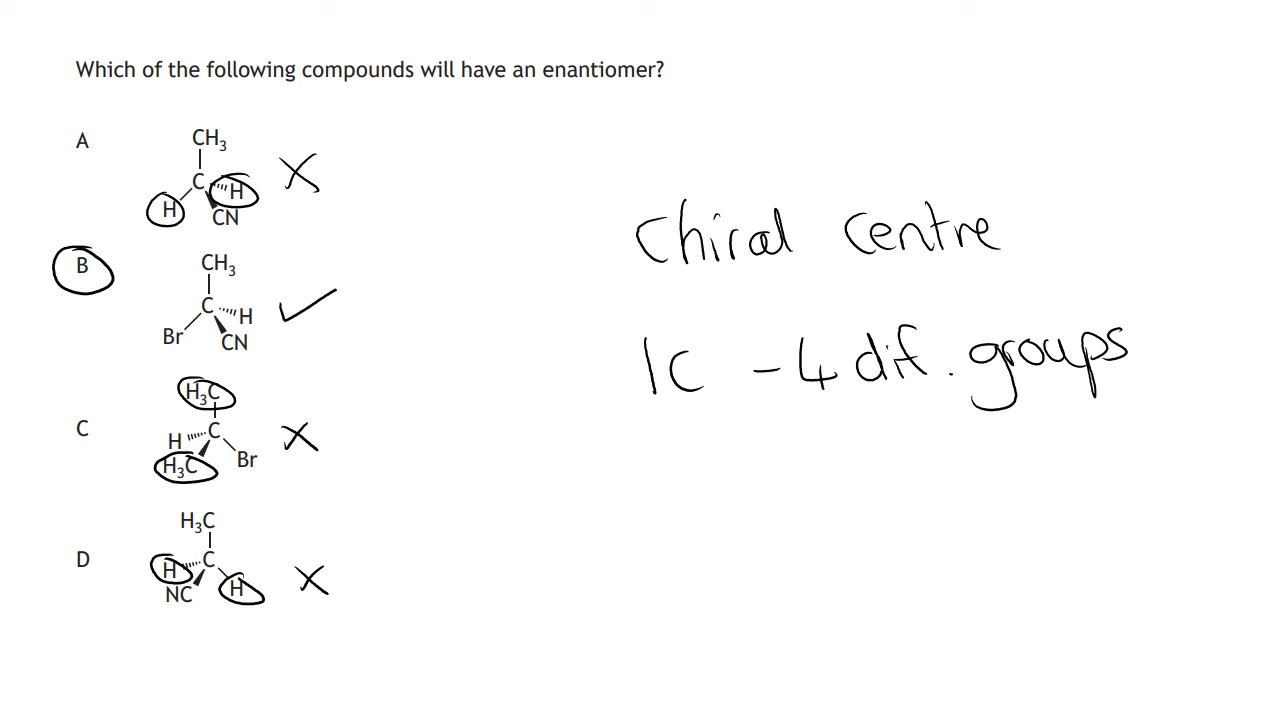 Which of the following compounds will have an enantiomer?
A
CH₃
C H
H CN
chiral centre
B
CH₃
C H
Br CN
1C - 4 dif. groups
C
H₃C
H C
H₃C Br
D
H₃C
H C
NC H